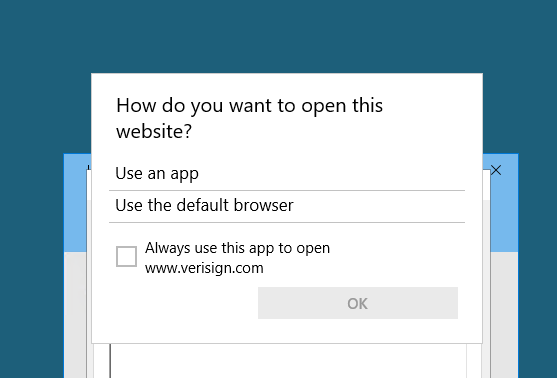 How do you want to open this
website?
Use an app
Use the default browser
Always use this app to open
www.verisign.com
OK